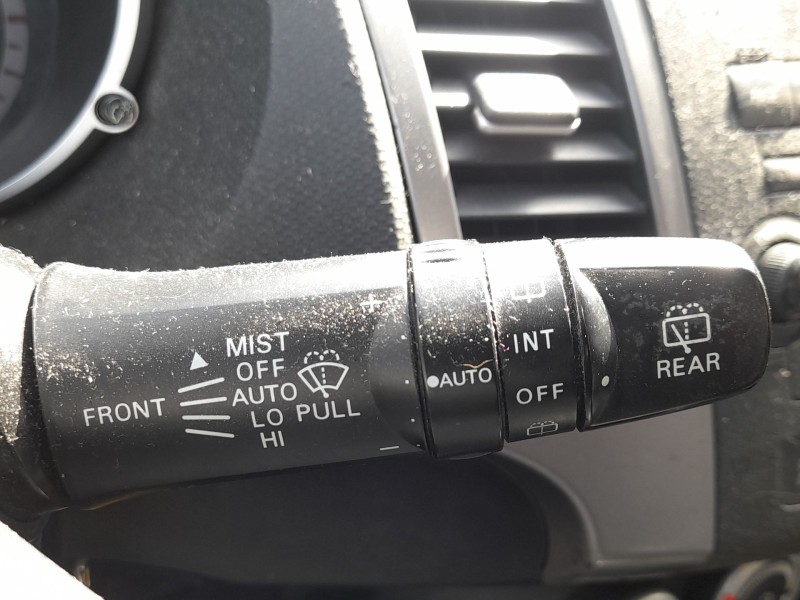 FRONT
MIST
OFF
AUTO
LO
HI
PULL
+
−
AUTO
INT
OFF
REAR